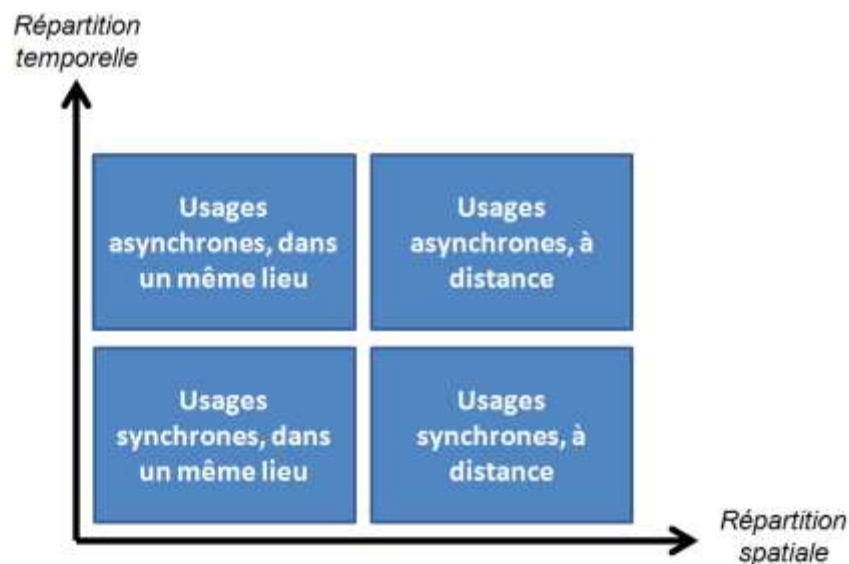 Répartition
temporelle
Usages
asynchrones, dans
un même lieu
Usages
asynchrones, à
distance
Usages
synchrones, dans
un même lieu
Usages
synchrones, à
distance
Répartition
spatiale